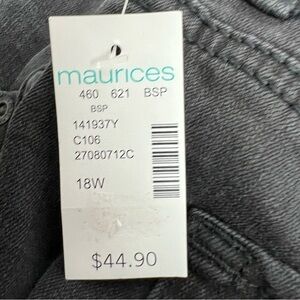 maurices
460 621 BSP
BSP
141937Y
C106
27080712C
18W
$44.90